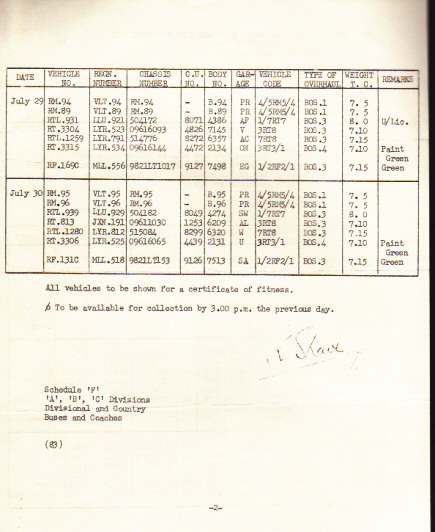 DATE VEHICLE NO. REGN. NUMBER CHASSIS NUMBER C.U. NO. BODY NO. GAR-AGE VEHICLE CODE TYPE OF OVERHAUL WEIGHT T. C. REMARKS
July 29 RM.94 VLT.94 RM.94 - B.94 PR 4/5RM5/4 BOS.1 7. 5
RM.89 VLT.89 RM.89 - B.89 PR 4/5RM5/4 BOS.1 7. 5
RTL.931 LLU.921 504172 8071 4386 AF 1/7RT7 BOS.3 8. 0 U/Lic.
RT.3304 LYR.523 09616093 4826 7145 V 3RT8 BOS.3 7.10
RTL.1259 LYR.791 514776 8272 6357 AC 7RT8 BOS.3 7.15
RT.3315 LYR.534 09616144 4472 2134 ON 3RT3/1 BOS.4 7.10 Paint Green
RF.169C MLL.556 9821LT1017 9127 7498 EG 1/2RF2/1 BOS.3 7.15 Green
July 30 RM.95 VLT.95 RM.95 - B.95 PR 4/5RM5/4 BOS.1 7. 5
RM.96 VLT.96 RM.96 - B.96 PR 4/5RM5/4 BOS.1 7. 5
RTL.939 LLU.929 504182 8049 4274 SW 1/7RT7 BOS.3 8. 0
RT.813 JXN.191 09611030 1253 6209 AL 3RT8 BOS.3 7.10
RTL.1280 LYR.812 515084 8299 6320 W 7RT8 BOS.3 7.15
RT.3306 LYR.525 09616065 4439 2131 U 3RT3/1 BOS.4 7.10 Paint Green
RF.131C MLL.518 9821LT153 9126 7513 SA 1/2RF2/1 BOS.3 7.15 Green
All vehicles to be shown for a certificate of fitness.
To be available for collection by 3.00 p.m. the previous day.
Schedule 'F'
'A', 'B', 'C' Divisions
Divisional and Country
Buses and Coaches
(83)
-2-